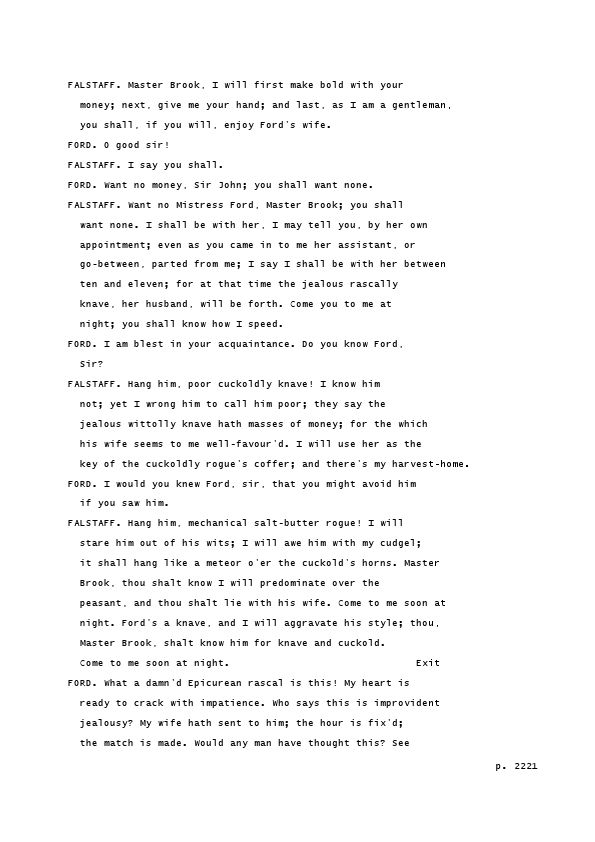 FALSTAFF. Master Brook, I will first make bold with your
money; next, give me your hand; and last, as I am a gentleman,
you shall, if you will, enjoy Ford's wife.
FORD. O good sir!
FALSTAFF. I say you shall.
FORD. Want no money, Sir John; you shall want none.
FALSTAFF. Want no Mistress Ford, Master Brook; you shall
want none. I shall be with her, I may tell you, by her own
appointment; even as you came in to me her assistant, or
go-between, parted from me; I say I shall be with her between
ten and eleven; for at that time the jealous rascally
knave, her husband, will be forth. Come you to me at
night; you shall know how I speed.
FORD. I am blest in your acquaintance. Do you know Ford,
Sir?
FALSTAFF. Hang him, poor cuckoldly knave! I know him
not; yet I wrong him to call him poor; they say the
jealous wittolly knave hath masses of money; for the which
his wife seems to me well-favour'd. I will use her as the
key of the cuckoldly rogue's coffer; and there's my harvest-home.
FORD. I would you knew Ford, sir, that you might avoid him
if you saw him.
FALSTAFF. Hang him, mechanical salt-butter rogue! I will
stare him out of his wits; I will awe him with my cudgel;
it shall hang like a meteor o'er the cuckold's horns. Master
Brook, thou shalt know I will predominate over the
peasant, and thou shalt lie with his wife. Come to me soon at
night. Ford's a knave, and I will aggravate his style; thou,
Master Brook, shalt know him for knave and cuckold.
Come to me soon at night. Exit
FORD. What a damn'd Epicurean rascal is this! My heart is
ready to crack with impatience. Who says this is improvident
jealousy? My wife hath sent to him; the hour is fix'd;
the match is made. Would any man have thought this? See
p. 2221